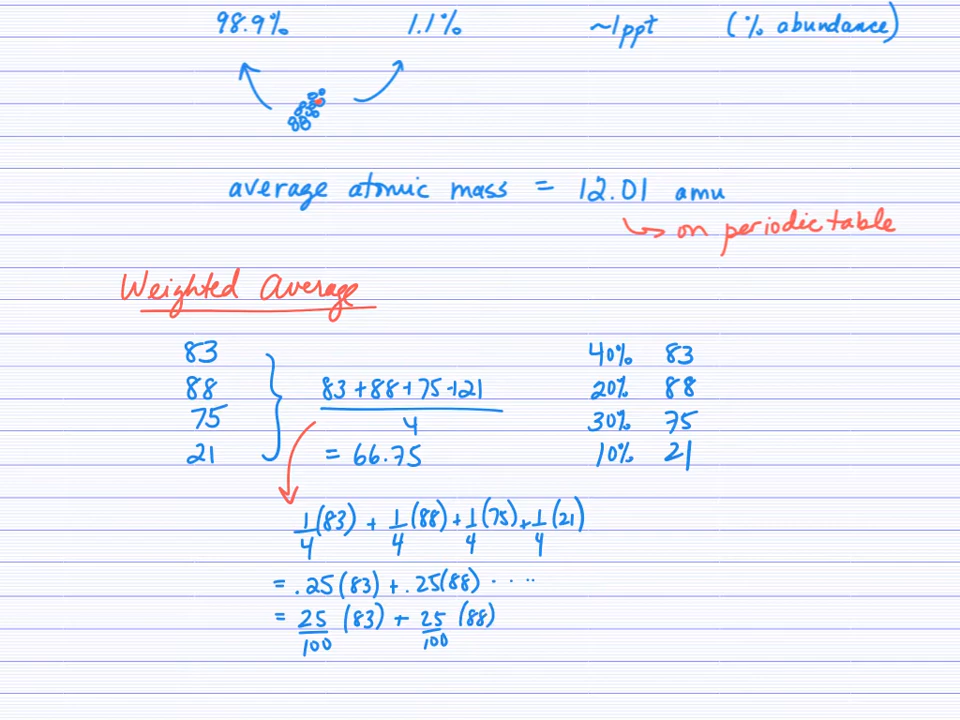 98.9% 1.1% ~1ppt (% abundance)
average atomic mass = 12.01 amu
on periodic table
Weighted Average
83 40% 83
88 83+88+75+21 20% 88
75 4 30% 75
21 = 66.75 10% 21
1/4(83) + 1/4(88) + 1/4(75) + 1/4(21)
= .25(83) + .25(88) · · · ·
= 25/100 (83) + 25/100 (88)